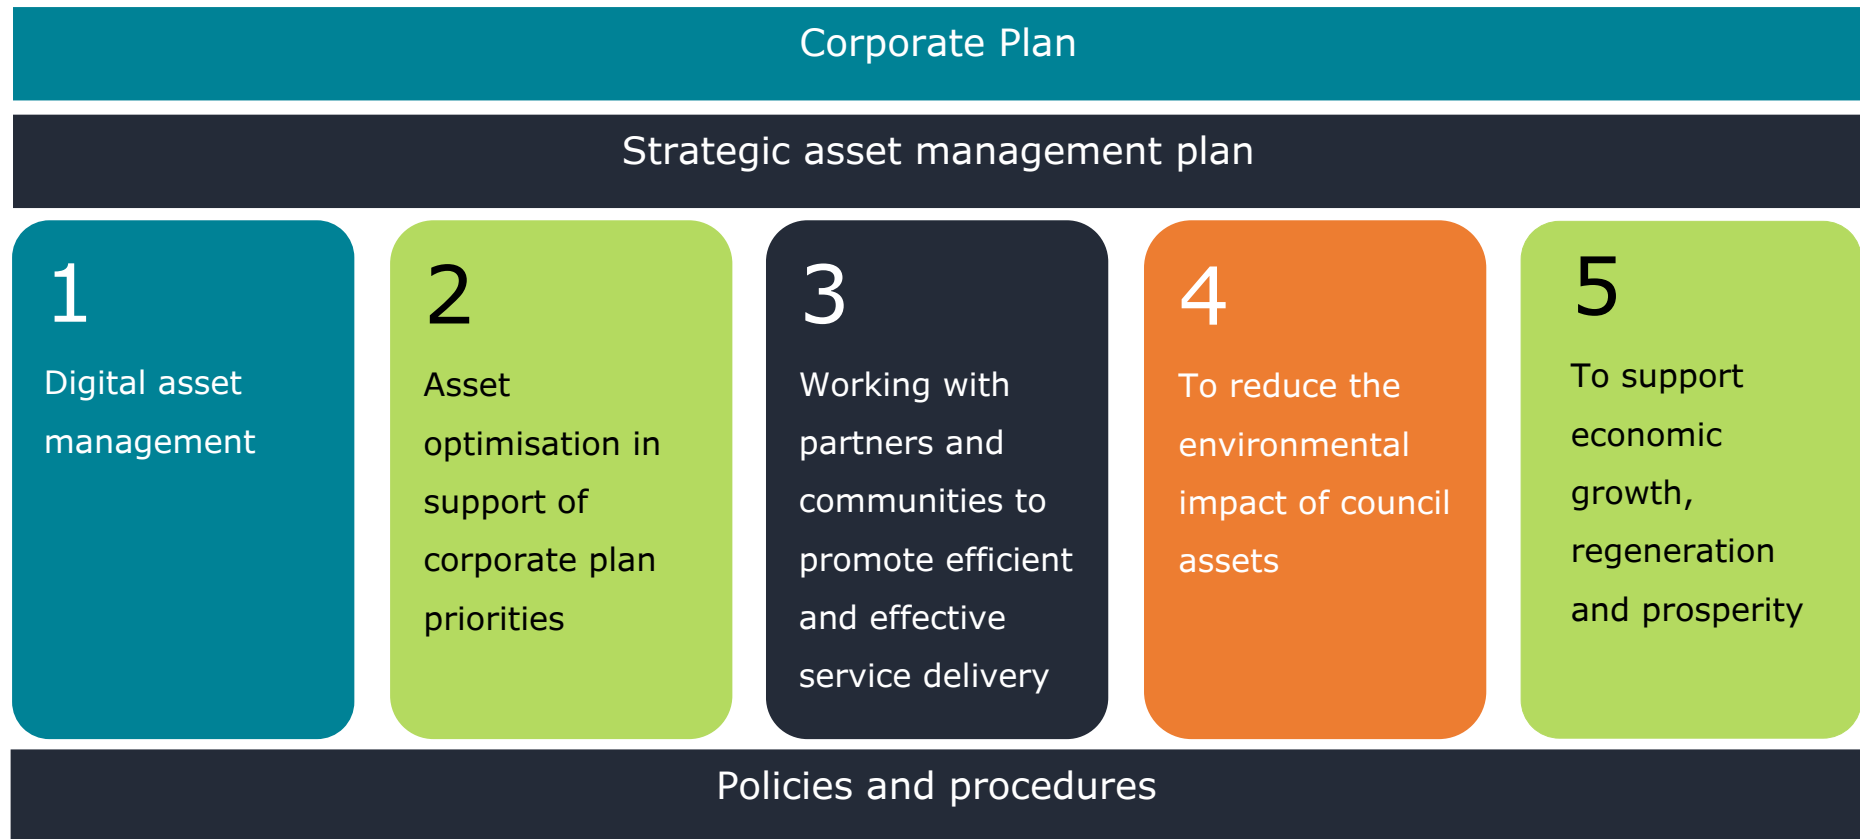 Corporate Plan
Strategic asset management plan
1
Digital asset
management
2
Asset
optimisation in
support of
corporate plan
priorities
3
Working with
partners and
communities to
promote efficient
and effective
service delivery
4
To reduce the
environmental
impact of council
assets
5
To support
economic
growth,
regeneration
and prosperity
Policies and procedures